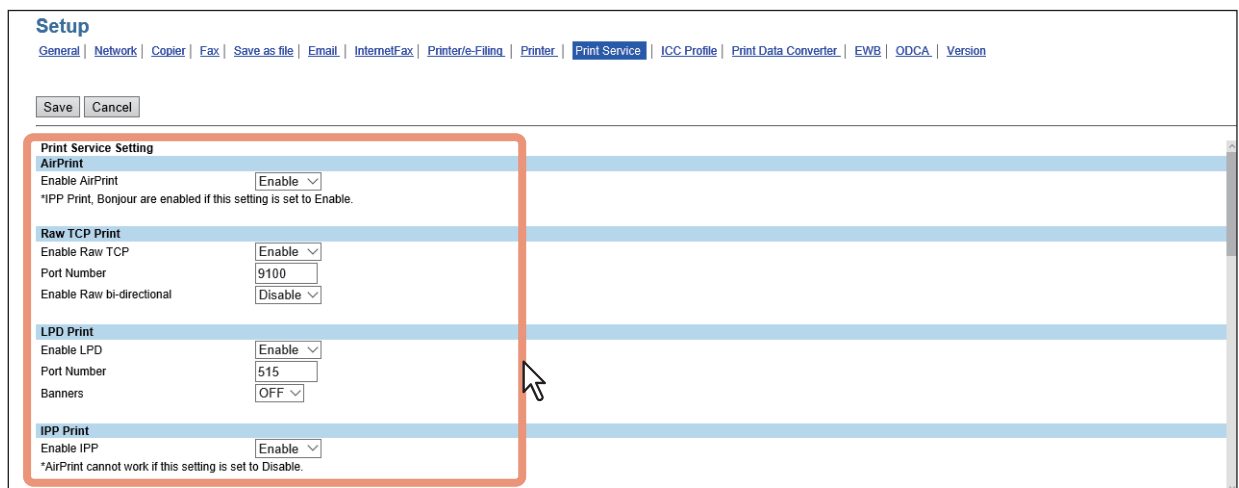 Setup
General | Network | Copier | Fax | Save as file | Email | InternetFax | Printer/e-Filing | Printer | Print Service | ICC Profile | Print Data Converter | EWB | ODCA | Version
Save Cancel
Print Service Setting
AirPrint
Enable AirPrint Enable
*IPP Print, Bonjour are enabled if this setting is set to Enable.
Raw TCP Print
Enable Raw TCP Enable
Port Number 9100
Enable Raw bi-directional Disable
LPD Print
Enable LPD Enable
Port Number 515
Banners OFF
IPP Print
Enable IPP Enable
*AirPrint cannot work if this setting is set to Disable.